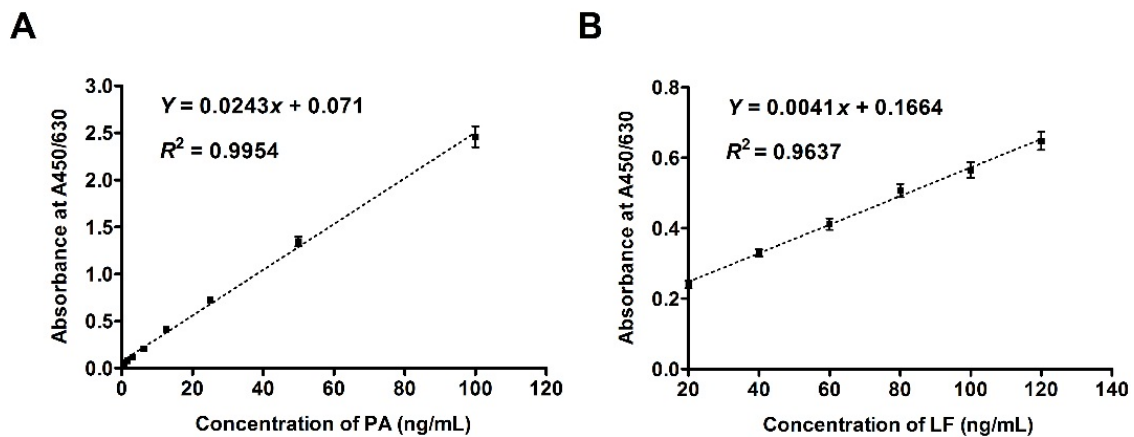 A
Y = 0.0243x + 0.071
R² = 0.9954
Absorbance at A450/630
3.0
2.5
2.0
1.5
1.0
0.5
0.0
0 20 40 60 80 100 120
Concentration of PA (ng/mL)
B
Y = 0.0041x + 0.1664
R² = 0.9637
Absorbance at A450/630
0.8
0.6
0.4
0.2
0.0
20 40 60 80 100 120 140
Concentration of LF (ng/mL)